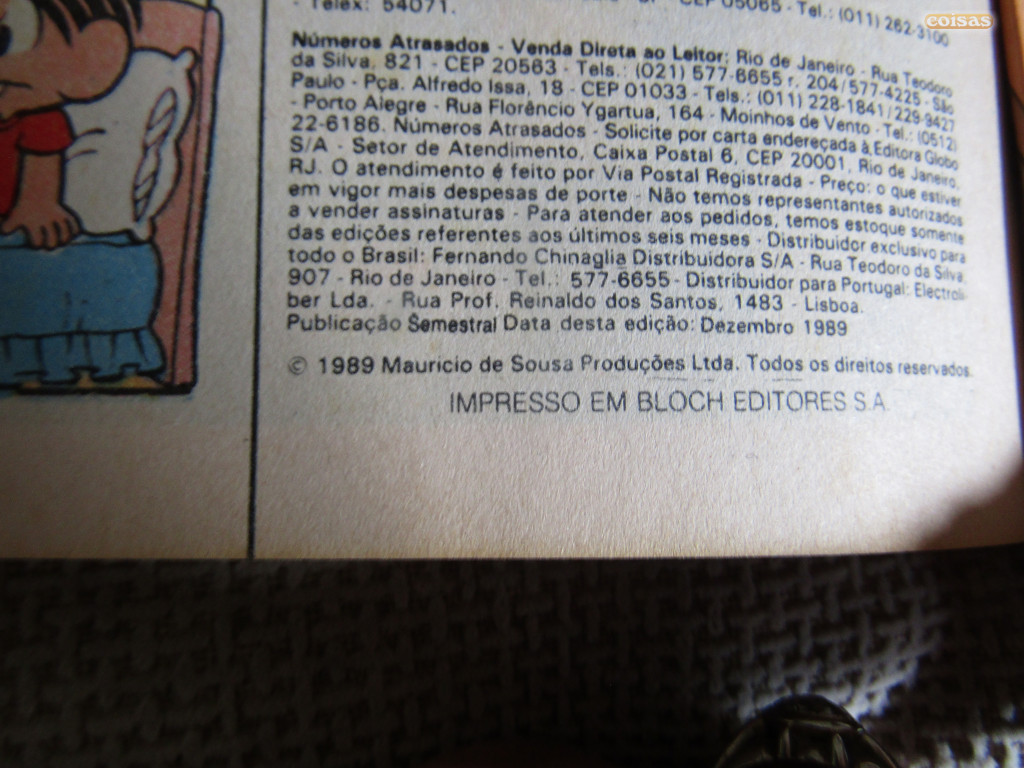 - Telex: 54071.
CEP 05065 - Tel.: (011) 262-3100
coisas
Números Atrasados - Venda Direta ao Leitor: Rio de Janeiro - Rua Teodoro
da Silva, 821 - CEP 20563 - Tels.: (021) 577-6655 r. 204/577-4225 - São
Paulo - Pça. Alfredo Issa, 18 - CEP 01033 - Tels.: (011) 228-1841/229-9427
- Porto Alegre - Rua Florêncio Ygartua, 164 - Moinhos de Vento - Tel.: (0512)
22-6186. Números Atrasados - Solicite por carta endereçada à Editora Globo
S/A - Setor de Atendimento, Caixa Postal 6, CEP 20001, Rio de Janeiro,
RJ. O atendimento é feito por Via Postal Registrada - Preço: o que estiver
em vigor mais despesas de porte - Não temos representantes autorizados
a vender assinaturas - Para atender aos pedidos, temos estoque somente
das edições referentes aos últimos seis meses - Distribuidor exclusivo para
todo o Brasil: Fernando Chinaglia Distribuidora S/A - Rua Teodoro da Silva,
907 - Rio de Janeiro - Tel.: 577-6655 - Distribuidor para Portugal: Electroli-
ber Lda. - Rua Prof. Reinaldo dos Santos, 1483 - Lisboa.
Publicação Semestral Data desta edição: Dezembro 1989
© 1989 Mauricio de Sousa Produções Ltda. Todos os direitos reservados.
IMPRESSO EM BLOCH EDITORES S.A.